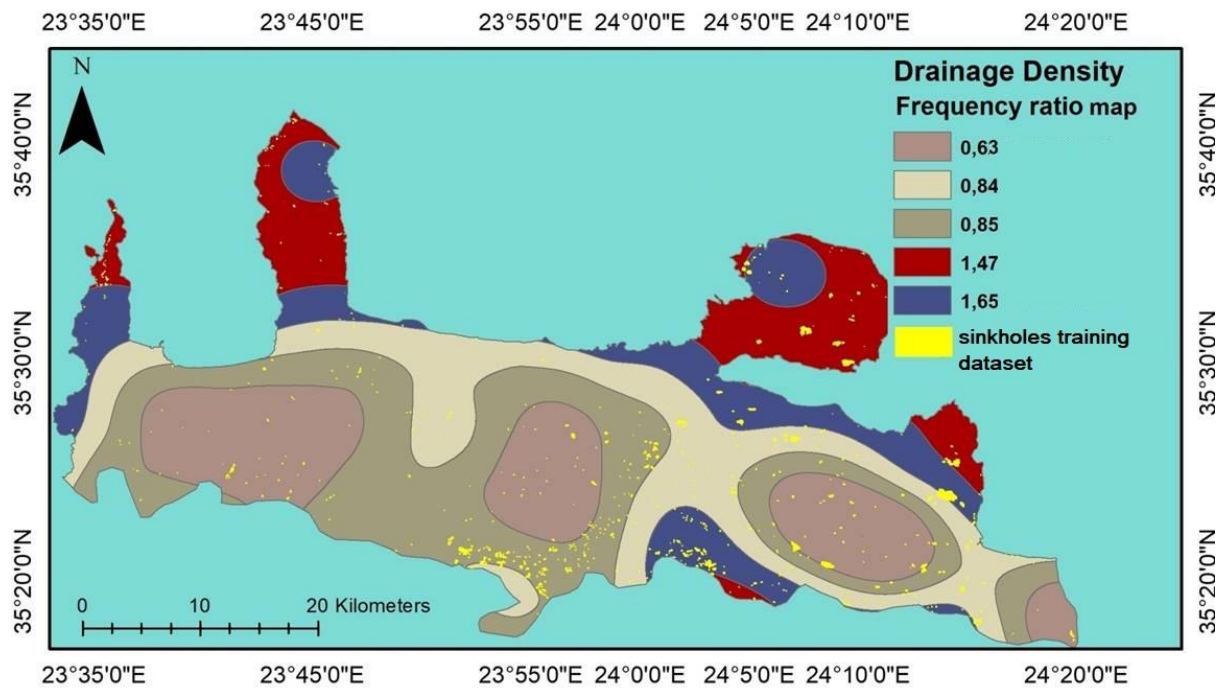 23°35'0"E 23°45'0"E 23°55'0"E 24°0'0"E 24°5'0"E 24°10'0"E 24°20'0"E
N
Drainage Density
Frequency ratio map
0,63
0,84
0,85
1,47
1,65
sinkholes training
dataset
35°40'0"N
35°30'0"N
35°20'0"N
35°40'0"N
35°30'0"N
35°20'0"N
0 10 20 Kilometers
23°35'0"E 23°45'0"E 23°55'0"E 24°0'0"E 24°5'0"E 24°10'0"E 24°20'0"E